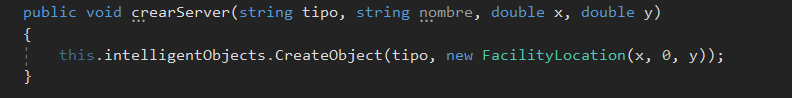 public void crearServer(string tipo, string nombre, double x, double y)
{
this.intelligentObjects.CreateObject(tipo, new FacilityLocation(x, 0, y));
}